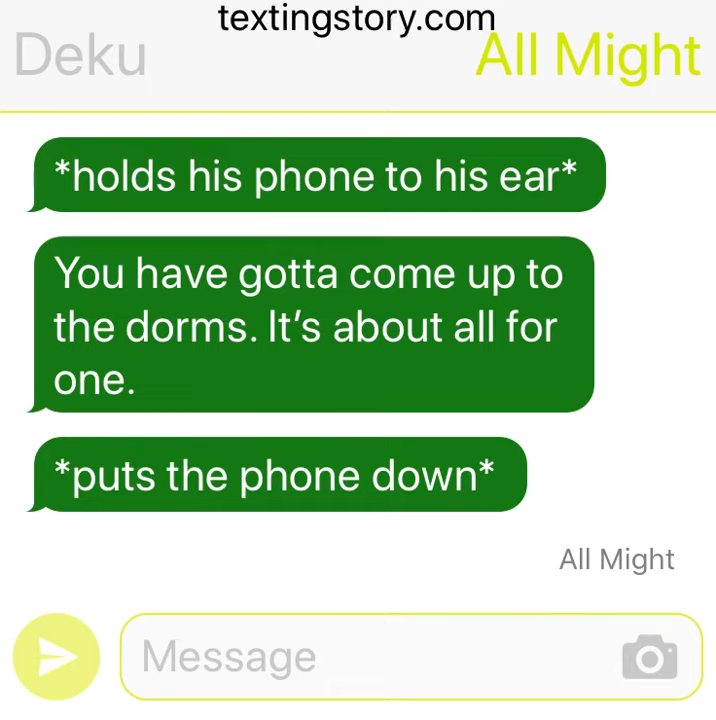 textingstory.com
Deku
All Might
*holds his phone to his ear*
You have gotta come up to
the dorms. It’s about all for
one.
*puts the phone down*
All Might
Message